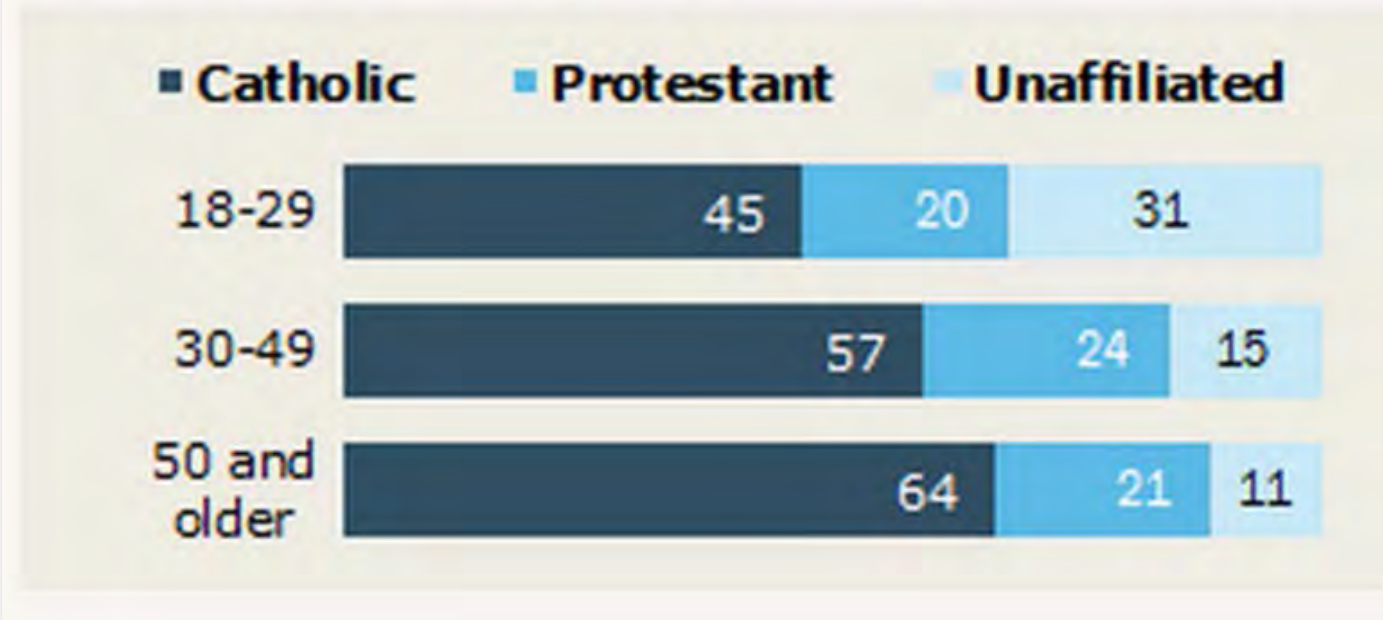 Catholic Protestant Unaffiliated
18-29 45 20 31
30-49 57 24 15
50 and
older 64 21 11